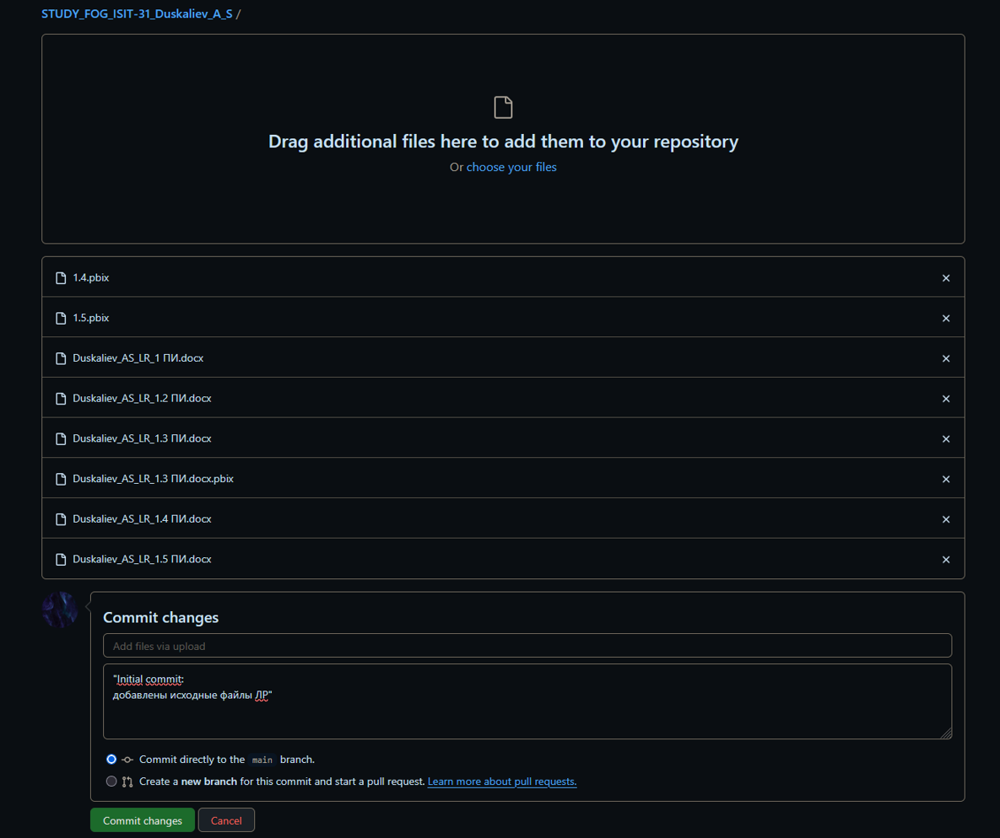 STUDY_FOG_ISIT-31_Duskaliev_A_S /
Drag additional files here to add them to your repository
Or choose your files
1.4.pbix
1.5.pbix
Duskaliev_AS_LR_1 ПИ.docx
Duskaliev_AS_LR_1.2 ПИ.docx
Duskaliev_AS_LR_1.3 ПИ.docx
Duskaliev_AS_LR_1.3 ПИ.docx.pbix
Duskaliev_AS_LR_1.4 ПИ.docx
Duskaliev_AS_LR_1.5 ПИ.docx
Commit changes
Add files via upload
"Initial commit:
добавлены исходные файлы ЛР"
Commit directly to the main branch.
Create a new branch for this commit and start a pull request. Learn more about pull requests.
Commit changes Cancel